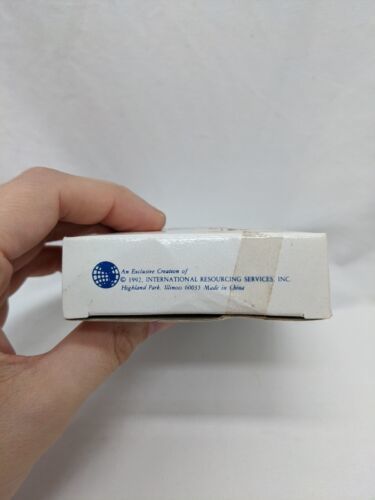 An Exclusive Creation of
© 1992, INTERNATIONAL RESOURCING SERVICES, INC.
Highland Park, Illinois 60035 Made in China